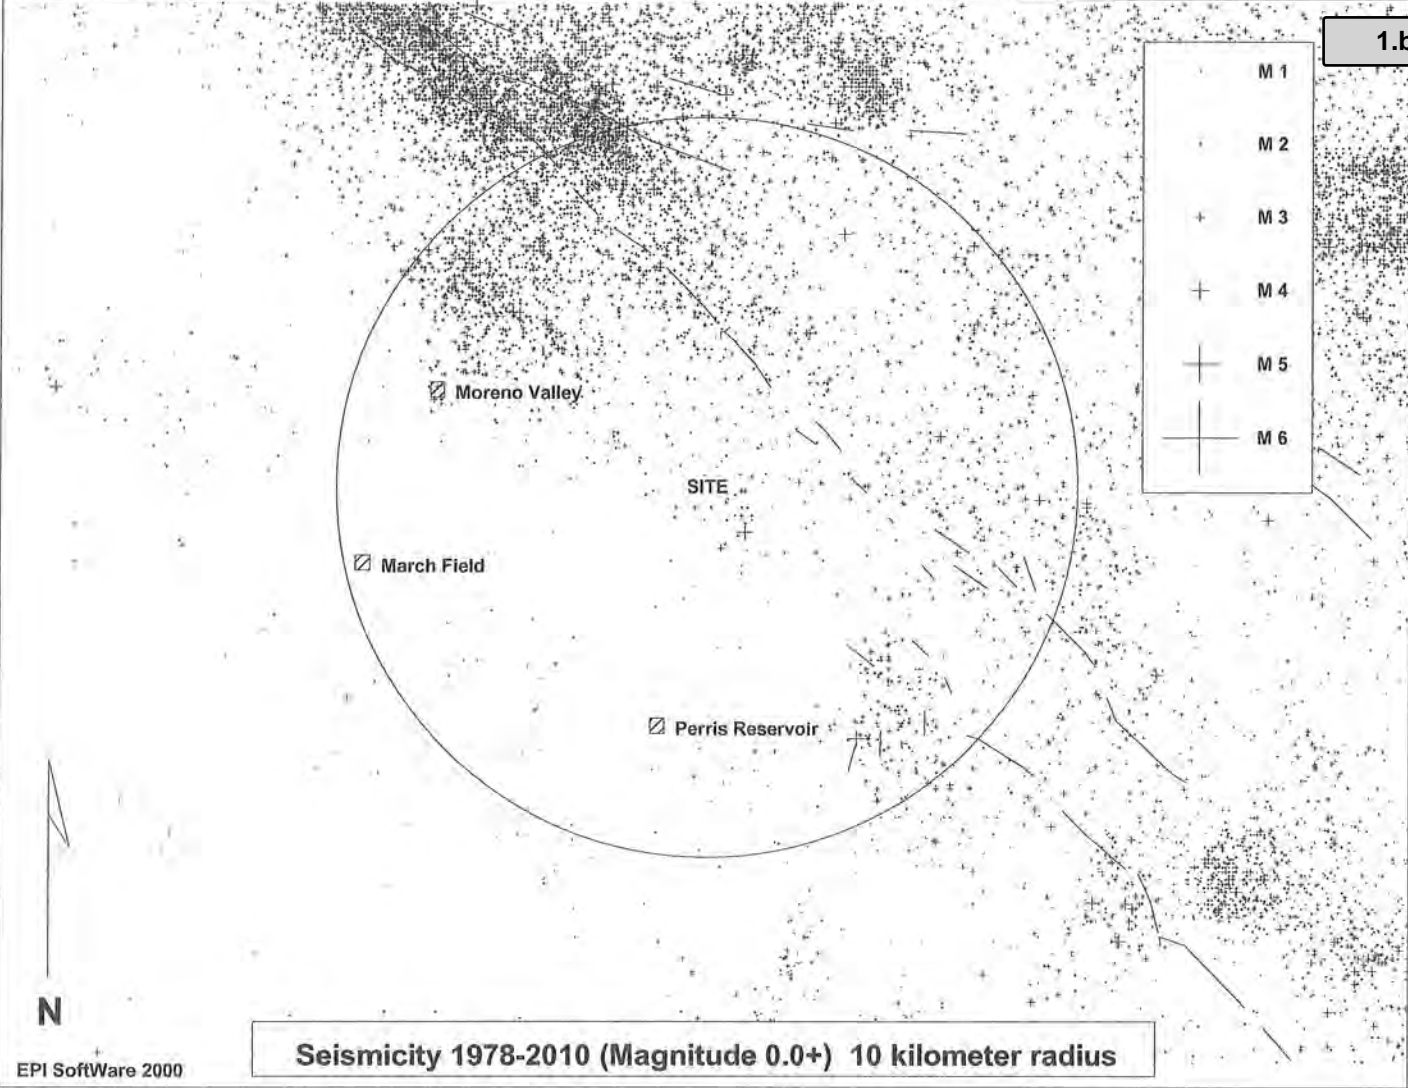 1.b
M 1
M 2
M 3
M 4
M 5
M 6
Moreno Valley
SITE
March Field
Perris Reservoir
N
Seismicity 1978-2010 (Magnitude 0.0+) 10 kilometer radius
EPI SoftWare 2000